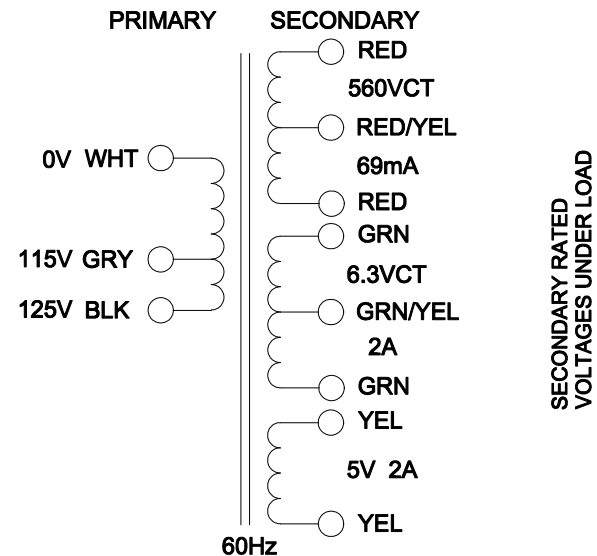 PRIMARY
SECONDARY
RED
560VCT
RED/YEL
69mA
RED
0V WHT
115V GRY
125V BLK
GRN
6.3VCT
GRN/YEL
2A
GRN
YEL
5V 2A
YEL
60Hz
SECONDARY RATED
VOLTAGES UNDER LOAD